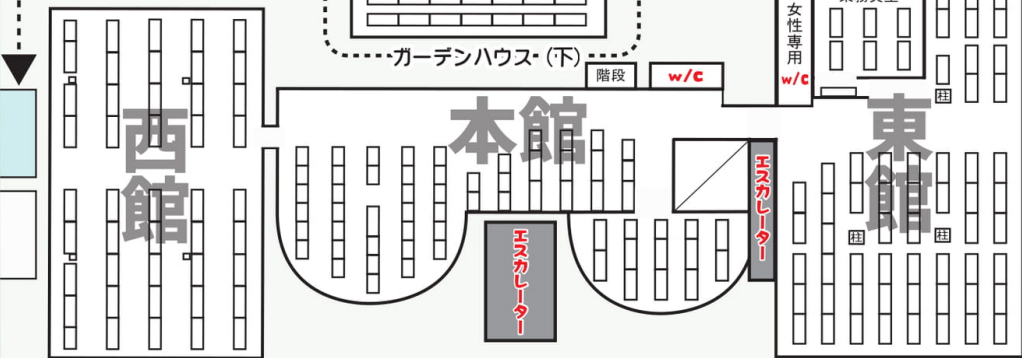 女性専用
w/c
ガーデンハウス（下）
階段
w/c
柱
西館
本館
東館
エスカレーター
エスカレーター
柱
柱